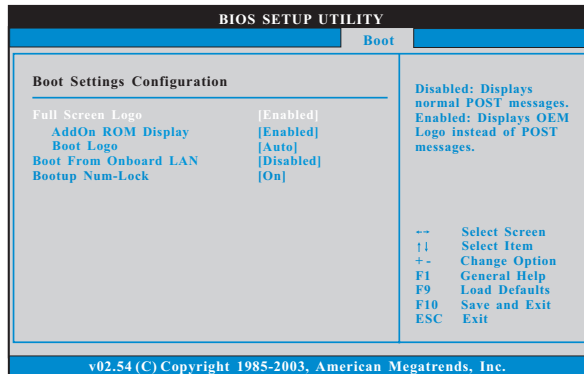 BIOS SETUP UTILITY
Boot
Boot Settings Configuration
Full Screen Logo [Enabled]
AddOn ROM Display [Enabled]
Boot Logo [Auto]
Boot From Onboard LAN [Disabled]
Bootup Num-Lock [On]
Disabled: Displays
normal POST messages.
Enabled: Displays OEM
Logo instead of POST
messages.
←→ Select Screen
↑↓ Select Item
+ - Change Option
F1 General Help
F9 Load Defaults
F10 Save and Exit
ESC Exit
v02.54 (C) Copyright 1985-2003, American Megatrends, Inc.